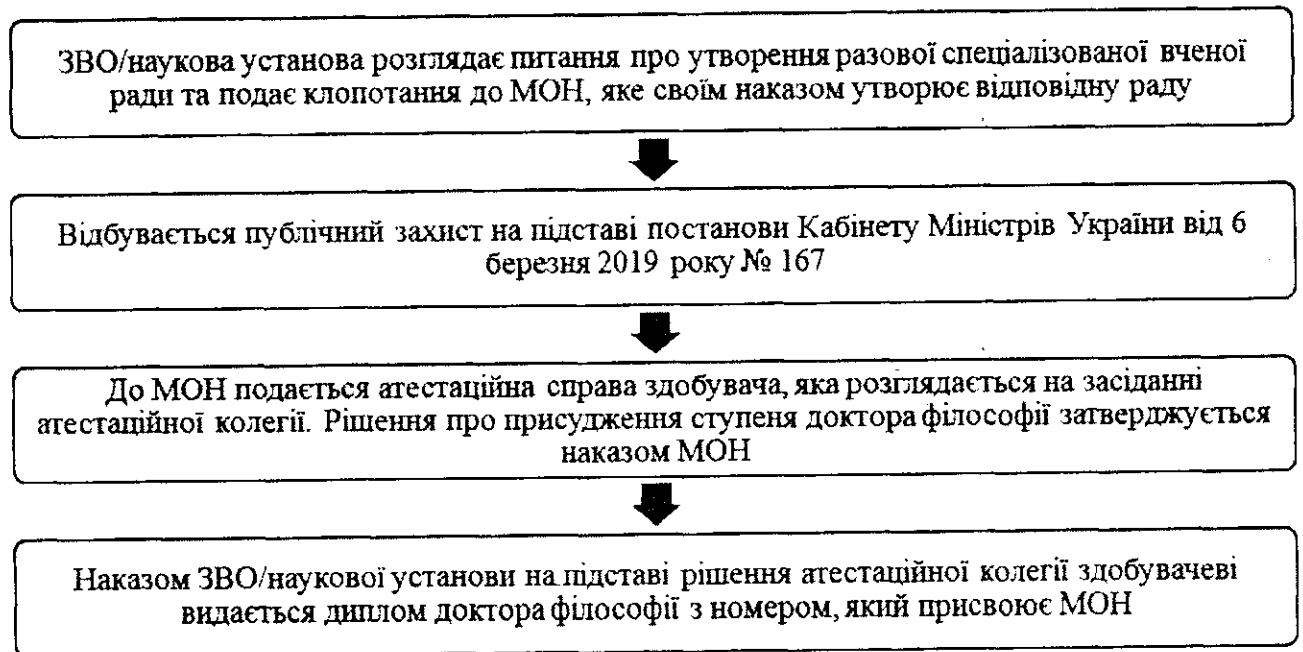 ЗВО/наукова установа розглядає питання про утворення разової спеціалізованої вченої
ради та подає клопотання до МОН, яке своїм наказом утворює відповідну раду
Відбувається публічний захист на підставі постанови Кабінету Міністрів України від 6
березня 2019 року № 167
До МОН подається атестаційна справа здобувача, яка розглядається на засіданні
атестаційної колегії. Рішення про присудження ступеня доктора філософії затверджується
наказом МОН
Наказом ЗВО/наукової установи на підставі рішення атестаційної колегії здобувачеві
видається диплом доктора філософії з номером, який присвоює МОН